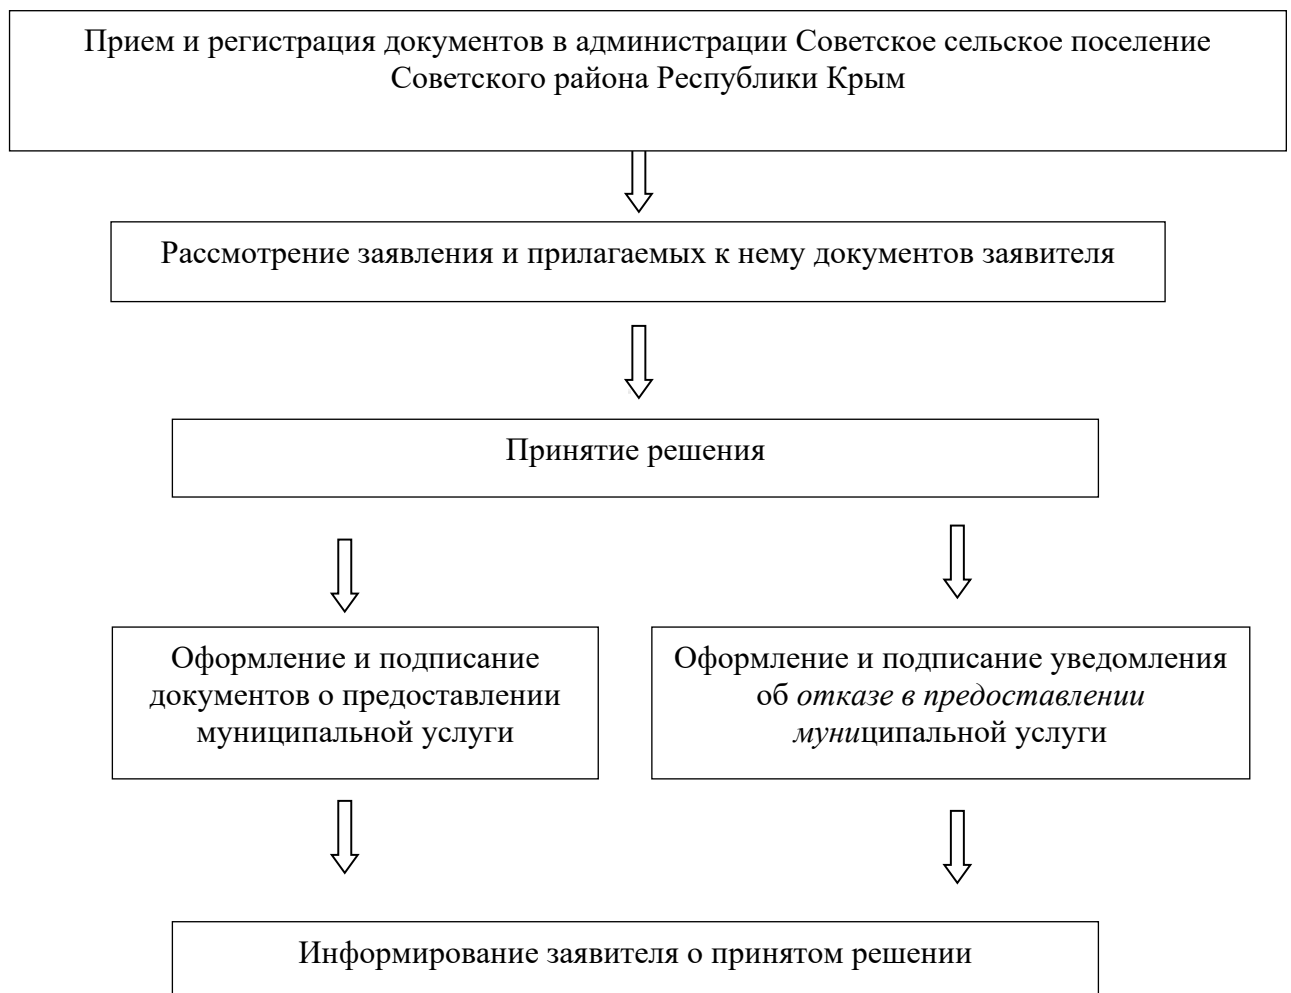 Прием и регистрация документов в администрации Советское сельское поселение
Советского района Республики Крым
Рассмотрение заявления и прилагаемых к нему документов заявителя
Принятие решения
Оформление и подписание
документов о предоставлении
муниципальной услуги
Оформление и подписание уведомления
об отказе в предоставлении
муниципальной услуги
Информирование заявителя о принятом решении